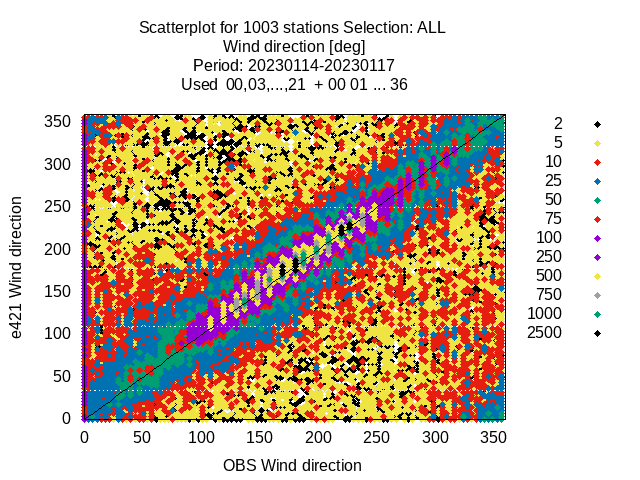 Scatterplot for 1003 stations Selection: ALL
Wind direction [deg]
Period: 20230114-20230117
Used  00,03,...,21  + 00 01 ... 36
e421 Wind direction
350
300
250
200
150
100
50
0
0 50 100 150 200 250 300 350
OBS Wind direction
2
5
10
25
50
75
100
250
500
750
1000
2500